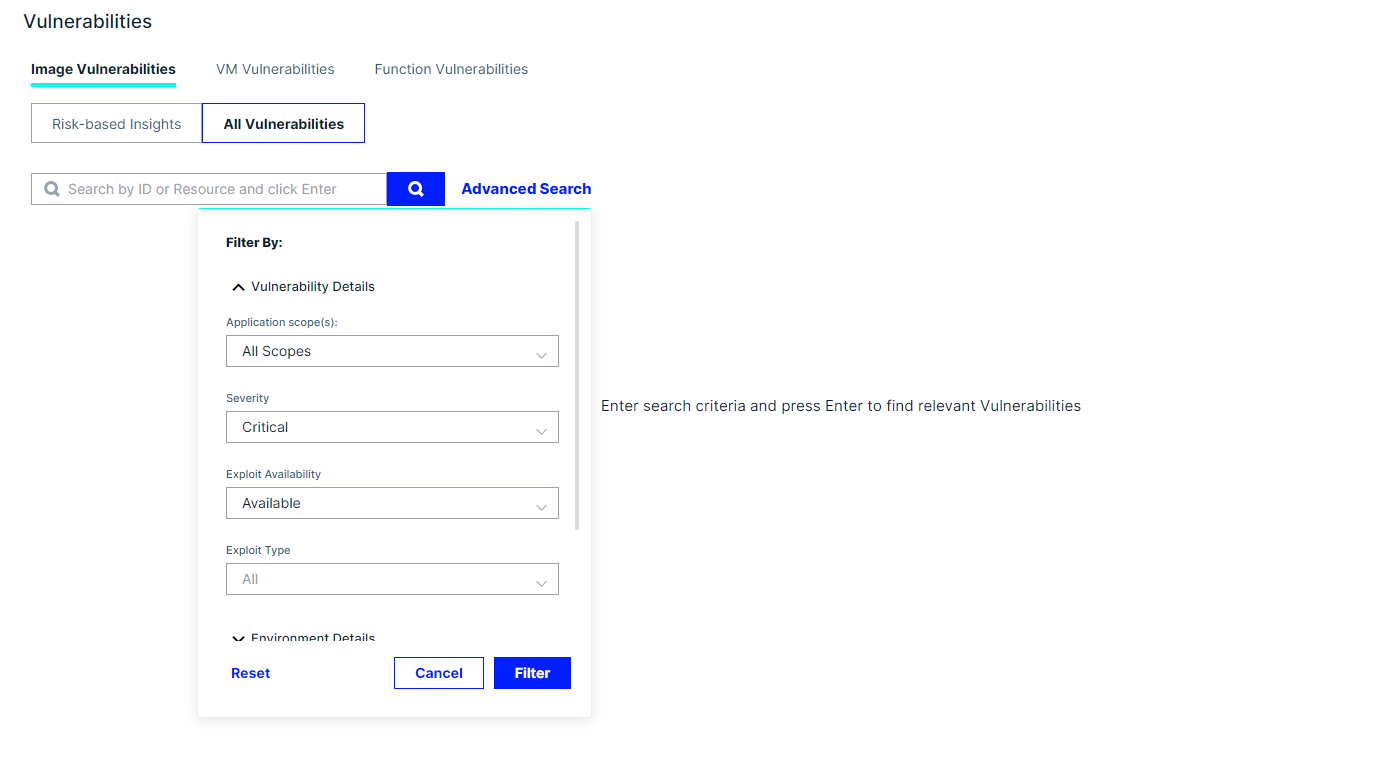 Vulnerabilities
Image Vulnerabilities VM Vulnerabilities Function Vulnerabilities
Risk-based Insights All Vulnerabilities
Search by ID or Resource and click Enter Advanced Search
Filter By:
Vulnerability Details
Application scope(s):
All Scopes
Severity
Enter search criteria and press Enter to find relevant Vulnerabilities
Critical
Exploit Availability
Available
Exploit Type
All
Environment Details
Reset Cancel Filter